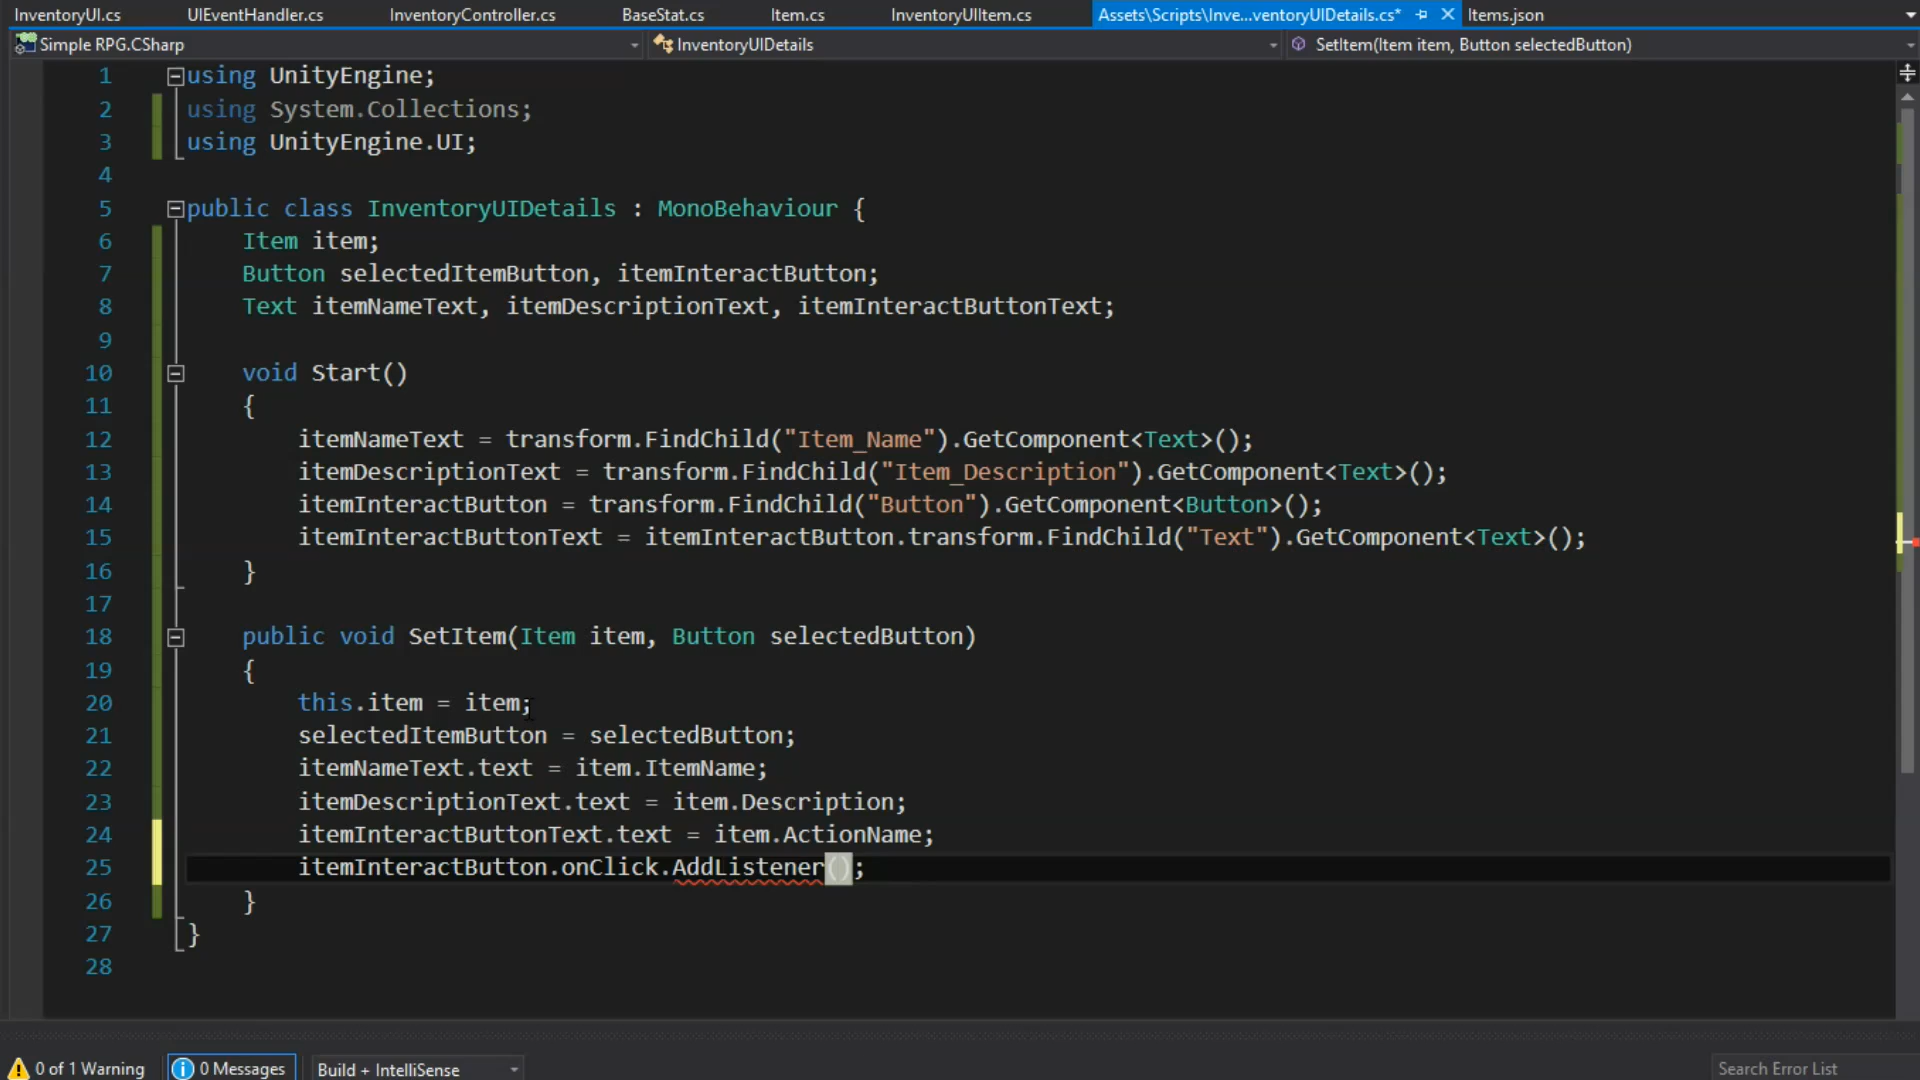 InventoryUI.cs UIEventHandler.cs InventoryController.cs BaseStat.cs Item.cs InventoryUIItem.cs Assets\Scripts\Inve...ventoryUIDetails.cs* Items.json
Simple RPG.CSharp InventoryUIDetails SetItem(Item item, Button selectedButton)
1 using UnityEngine;
2 using System.Collections;
3 using UnityEngine.UI;
4
5 public class InventoryUIDetails : MonoBehaviour {
6 Item item;
7 Button selectedItemButton, itemInteractButton;
8 Text itemNameText, itemDescriptionText, itemInteractButtonText;
9
10 void Start()
11 {
12 itemNameText = transform.FindChild("Item_Name").GetComponent<Text>();
13 itemDescriptionText = transform.FindChild("Item_Description").GetComponent<Text>();
14 itemInteractButton = transform.FindChild("Button").GetComponent<Button>();
15 itemInteractButtonText = itemInteractButton.transform.FindChild("Text").GetComponent<Text>();
16 }
17
18 public void SetItem(Item item, Button selectedButton)
19 {
20 this.item = item;
21 selectedItemButton = selectedButton;
22 itemNameText.text = item.ItemName;
23 itemDescriptionText.text = item.Description;
24 itemInteractButtonText.text = item.ActionName;
25 itemInteractButton.onClick.AddListener();
26 }
27 }
28
0 of 1 Warning 0 Messages Build + IntelliSense Search Error List